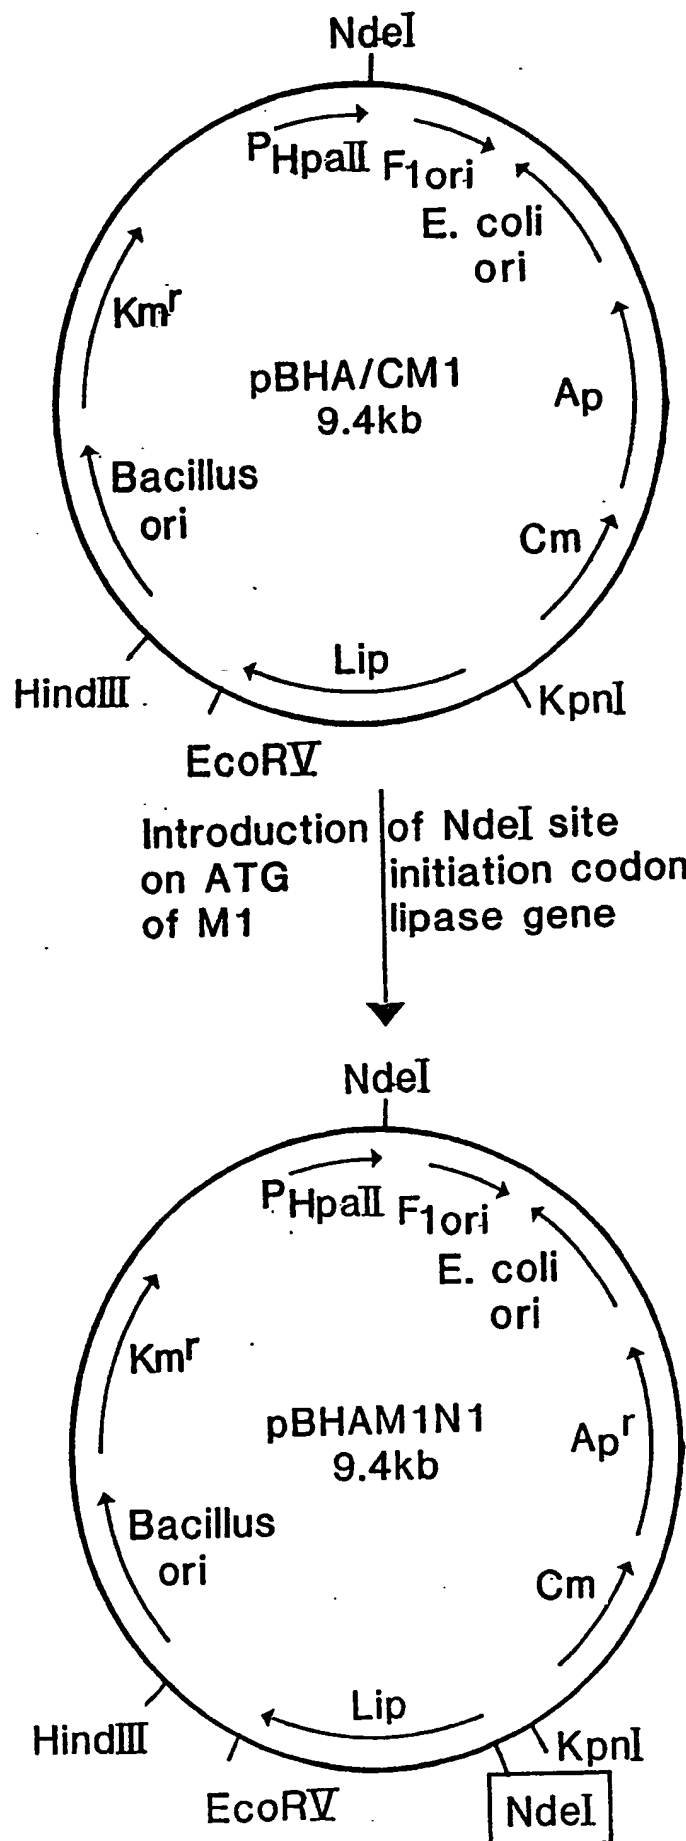 NdeI
PHpaII F1ori
E. coli
ori
Kmr
pBHA/CM1
9.4kb
Ap
Bacillus
ori
Cm
Lip
HindIII
KpnI
EcoRV
Introduction of NdeI site
on ATG initiation codon
of M1 lipase gene
NdeI
PHpaII F1ori
E. coli
ori
Kmr
pBHAM1N1
9.4kb
Apr
Bacillus
ori
Cm
Lip
HindIII
KpnI
EcoRV
NdeI